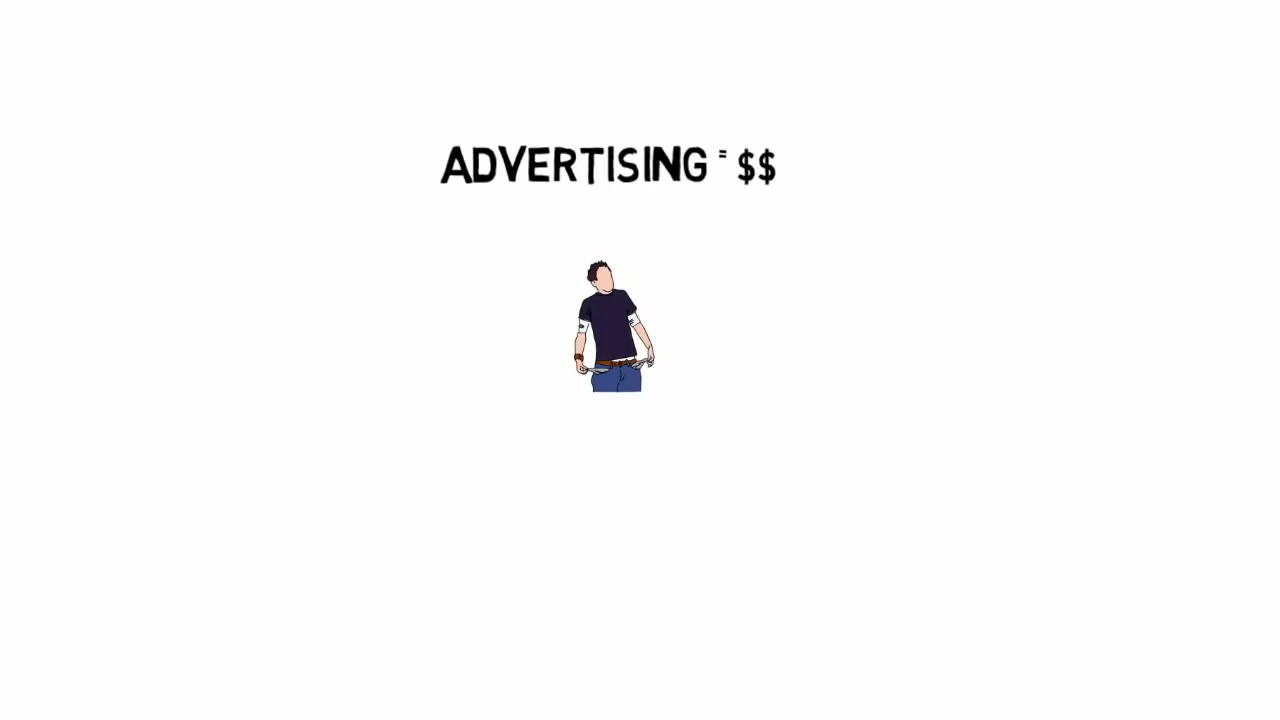 ADVERTISING = $$